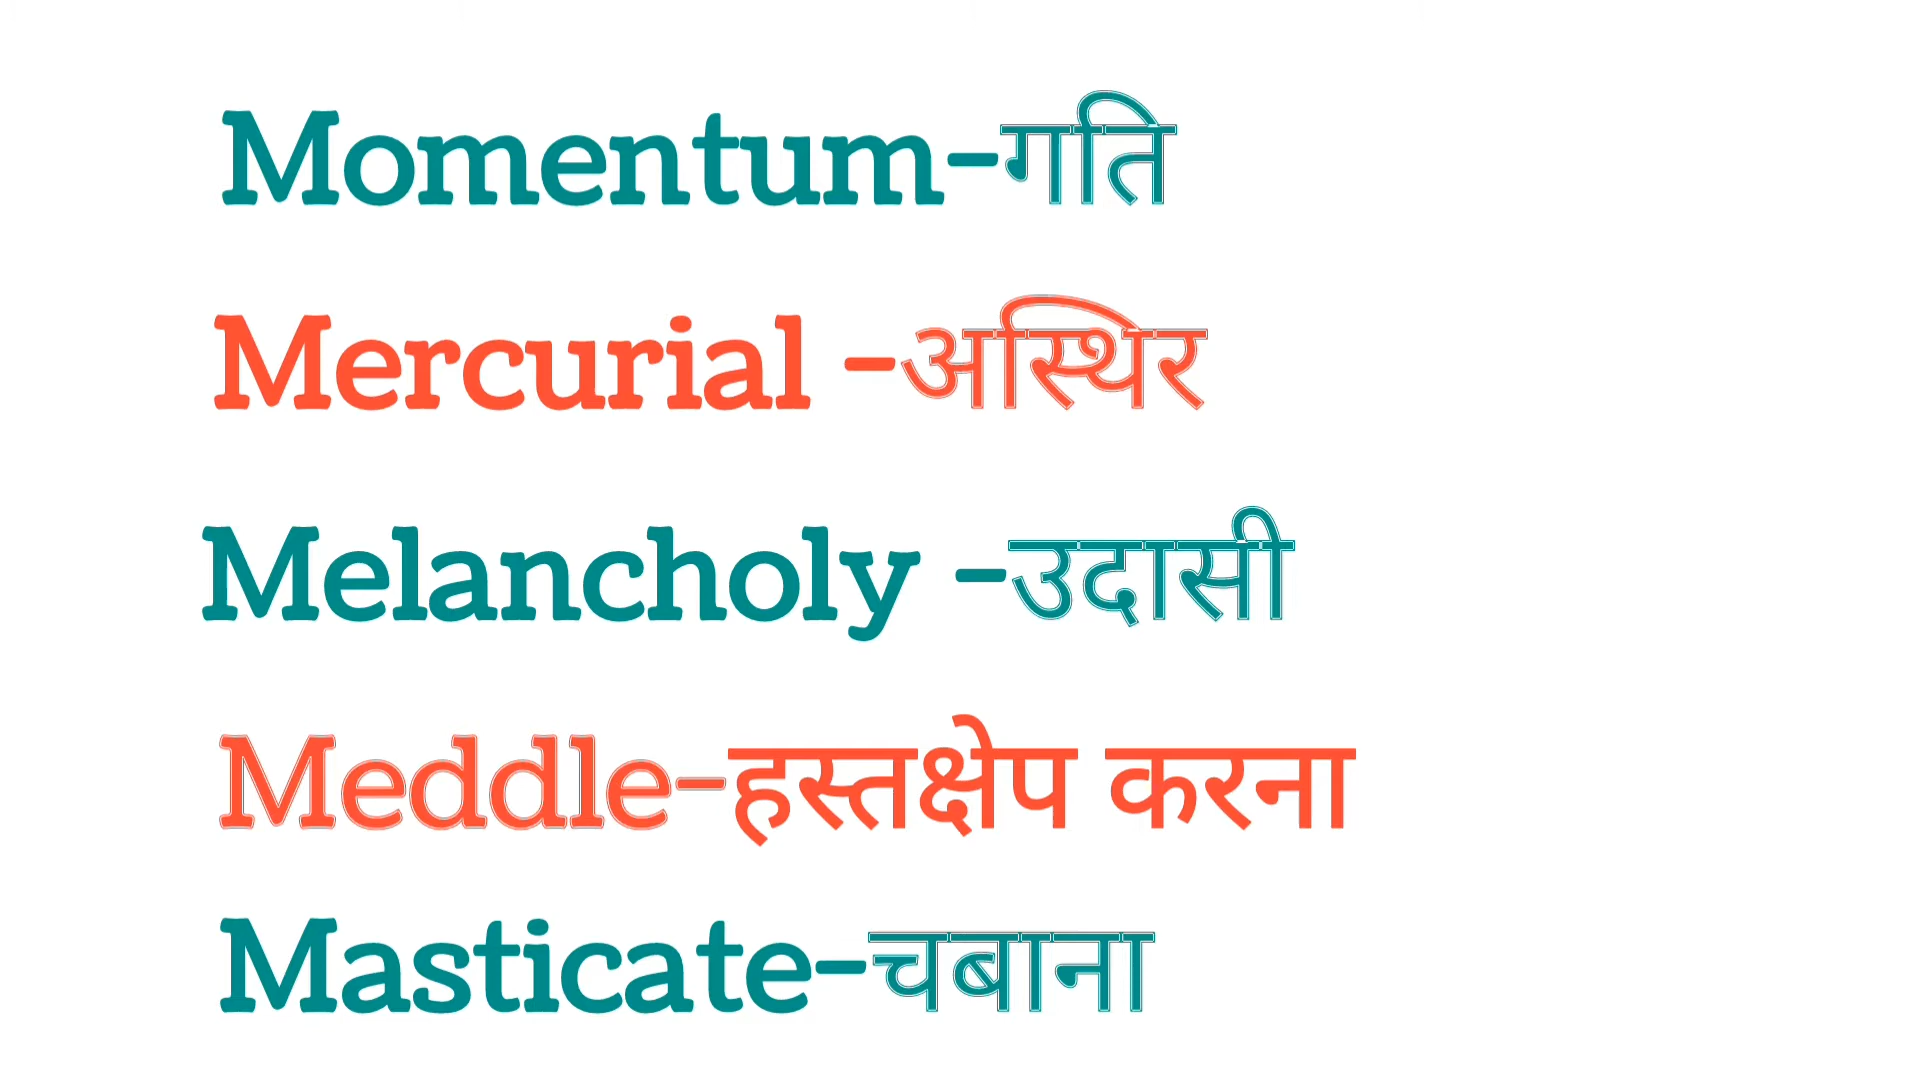 Momentum-गति
Mercurial -अस्थिर
Melancholy -उदासी
Meddle-हस्तक्षेप करना
Masticate-चबाना